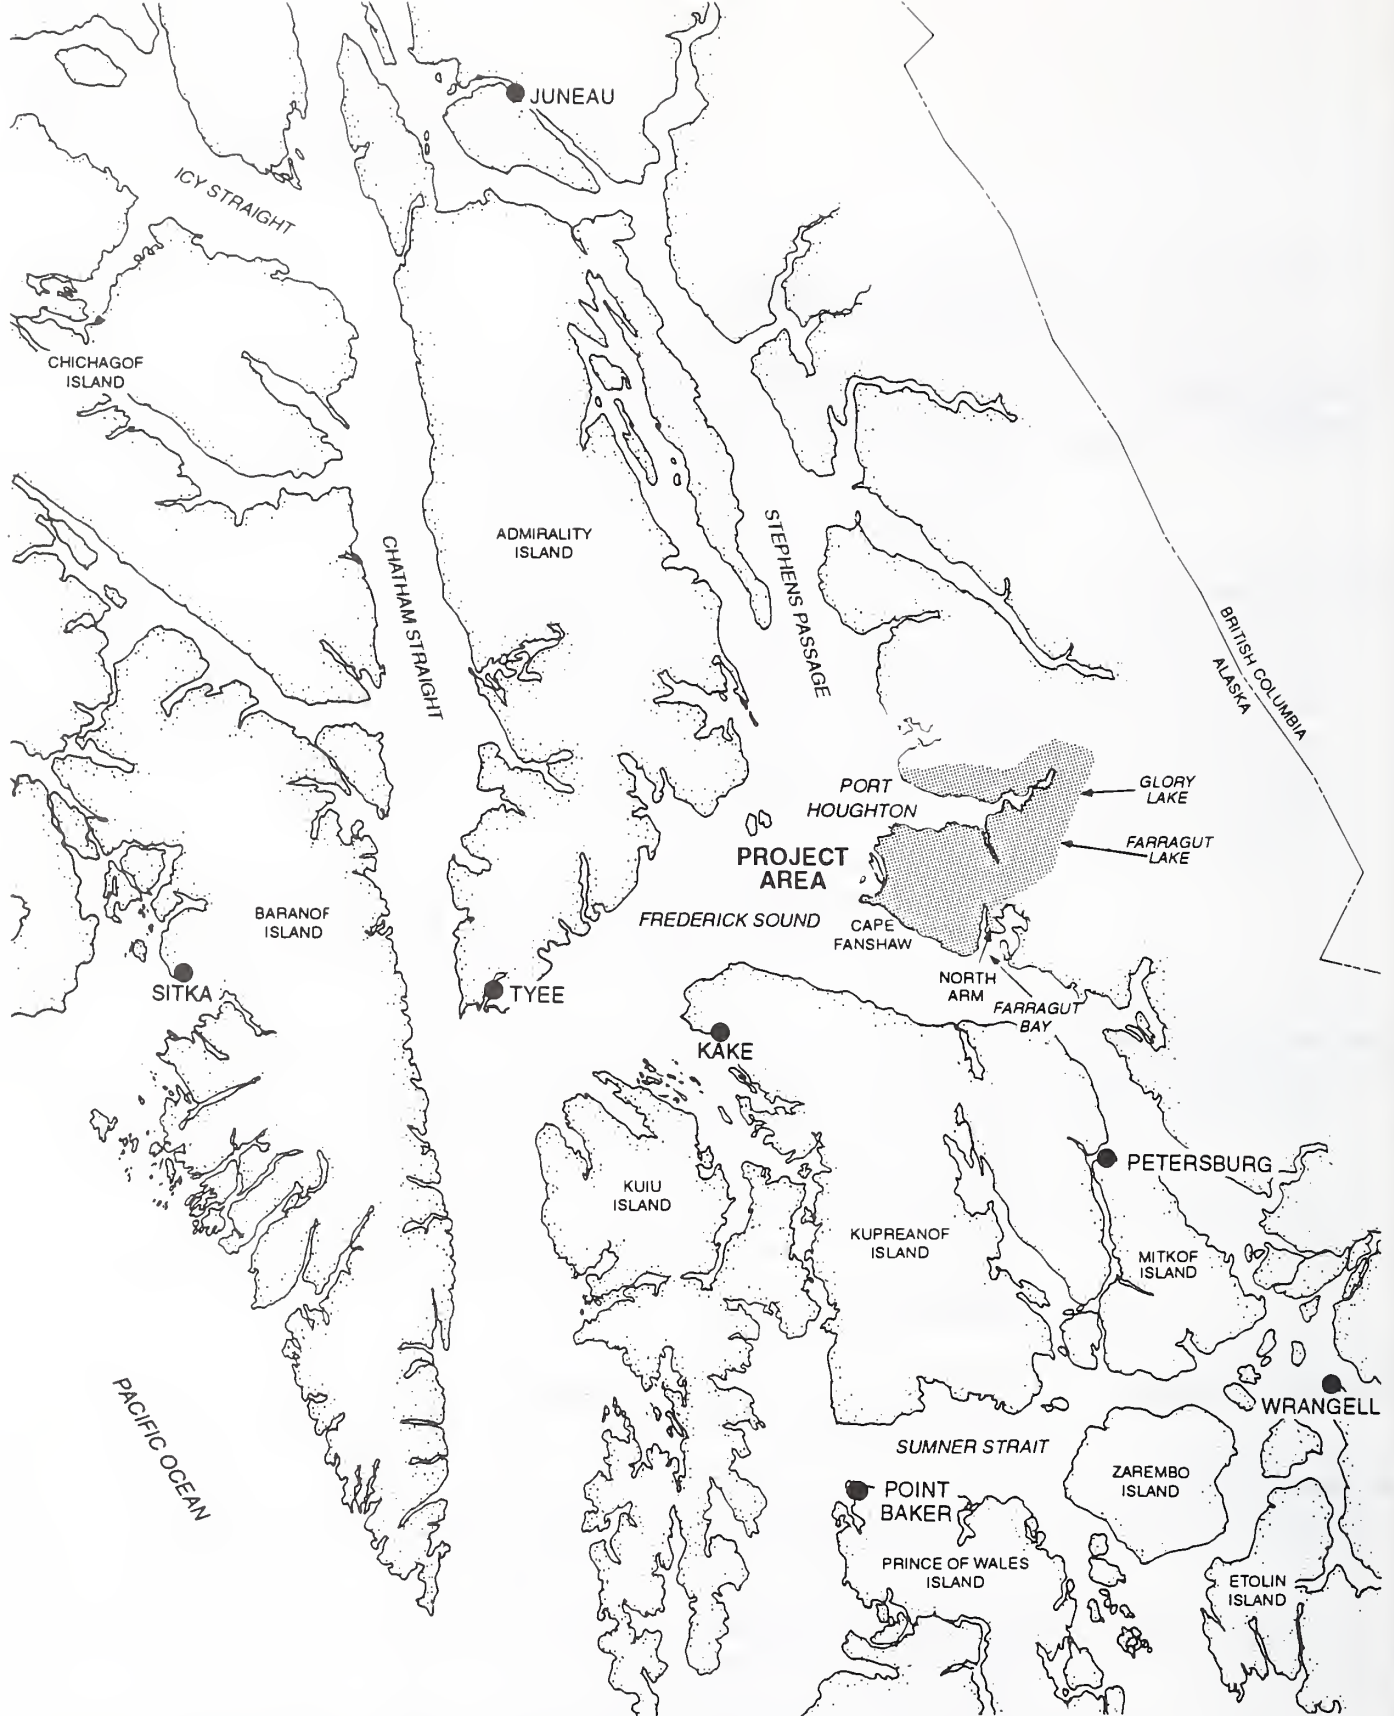 JUNEAU
ICY STRAIGHT
CHICHAGOF
ISLAND
ADMIRALITY
ISLAND
CHATHAM STRAIGHT
STEPHENS PASSAGE
BRITISH COLUMBIA
ALASKA
PORT
HOUGHTON
GLORY
LAKE
FARRAGUT
LAKE
PROJECT
AREA
BARANOF
ISLAND
FREDERICK SOUND
CAPE
FANSHAW
SITKA
TYEE
NORTH
ARM
FARRAGUT
BAY
KAKE
PETERSBURG
KUIU
ISLAND
KUPREANOF
ISLAND
MITKOF
ISLAND
PACIFIC OCEAN
WRANGELL
SUMNER STRAIT
ZAREMBO
ISLAND
POINT
BAKER
PRINCE OF WALES
ISLAND
ETOLIN
ISLAND